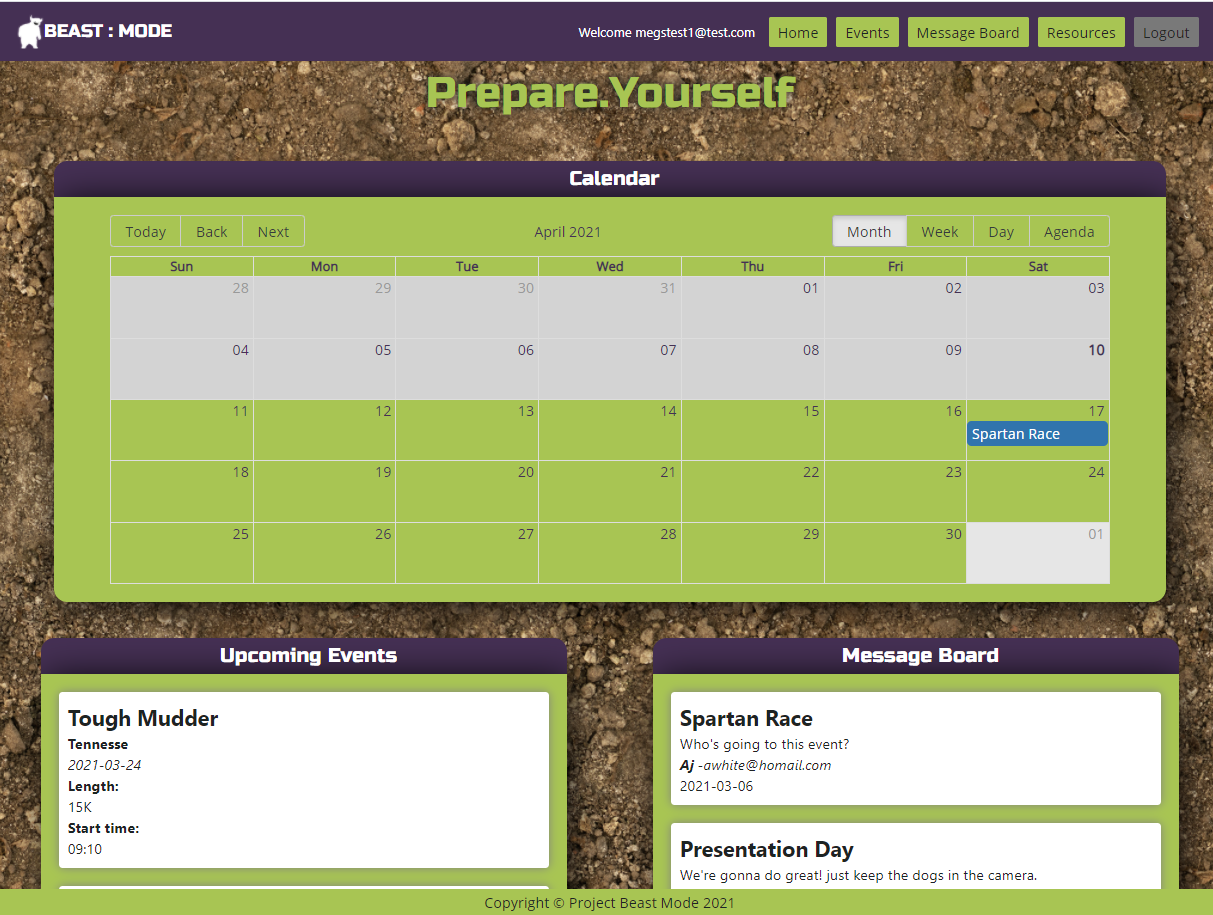 BEAST : MODE
Welcome megstest1@test.com Home Events Message Board Resources Logout
Prepare.Yourself
Calendar
Today Back Next April 2021 Month Week Day Agenda
Sun Mon Tue Wed Thu Fri Sat
28 29 30 31 01 02 03
04 05 06 07 08 09 10
11 12 13 14 15 16 17
Spartan Race
18 19 20 21 22 23 24
25 26 27 28 29 30 01
Upcoming Events
Tough Mudder
Tennesse
2021-03-24
Length:
15K
Start time:
09:10
Message Board
Spartan Race
Who's going to this event?
Aj -awhite@homail.com
2021-03-06
Presentation Day
We're gonna do great! just keep the dogs in the camera.
Copyright © Project Beast Mode 2021